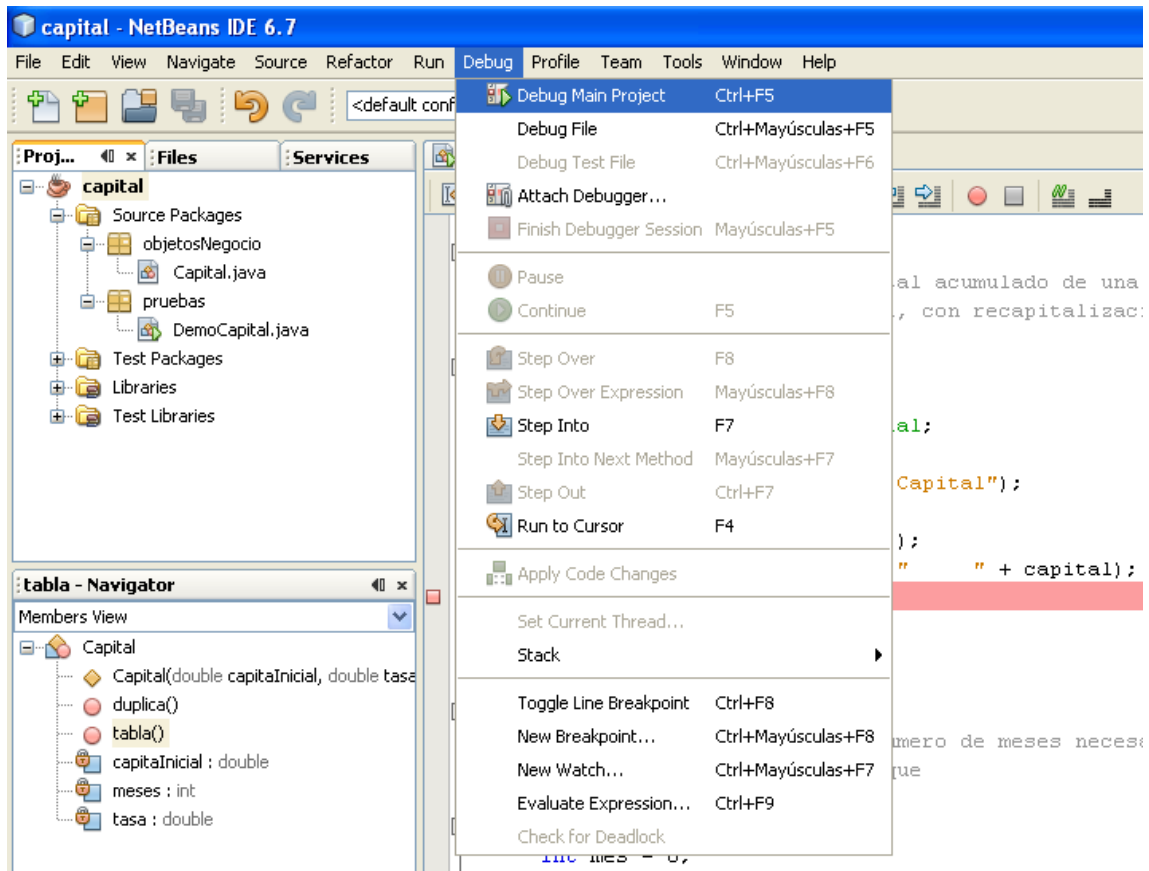 capital - NetBeans IDE 6.7
File Edit View Navigate Source Refactor Run Debug Profile Team Tools Window Help
<default conf
Proj... Files Services
capital
Source Packages
objetosNegocio
Capital.java
pruebas
DemoCapital.java
Test Packages
Libraries
Test Libraries
tabla - Navigator
Members View
Capital
Capital(double capitaInicial, double tasa
duplica()
tabla()
capitaInicial : double
meses : int
tasa : double
Debug Main Project Ctrl+F5
Debug File Ctrl+Mayúsculas+F5
Debug Test File Ctrl+Mayúsculas+F6
Attach Debugger...
Finish Debugger Session Mayúsculas+F5
Pause
Continue F5
Step Over F8
Step Over Expression Mayúsculas+F8
Step Into F7
Step Into Next Method Mayúsculas+F7
Step Out Ctrl+F7
Run to Cursor F4
Apply Code Changes
Set Current Thread...
Stack
Toggle Line Breakpoint Ctrl+F8
New Breakpoint... Ctrl+Mayúsculas+F8
New Watch... Ctrl+Mayúsculas+F7
Evaluate Expression... Ctrl+F9
Check for Deadlock
al acumulado de una
, con recapitalizaci
al;
Capital");
);
"     " + capital);
umero de meses neces
que
int mes = 0;